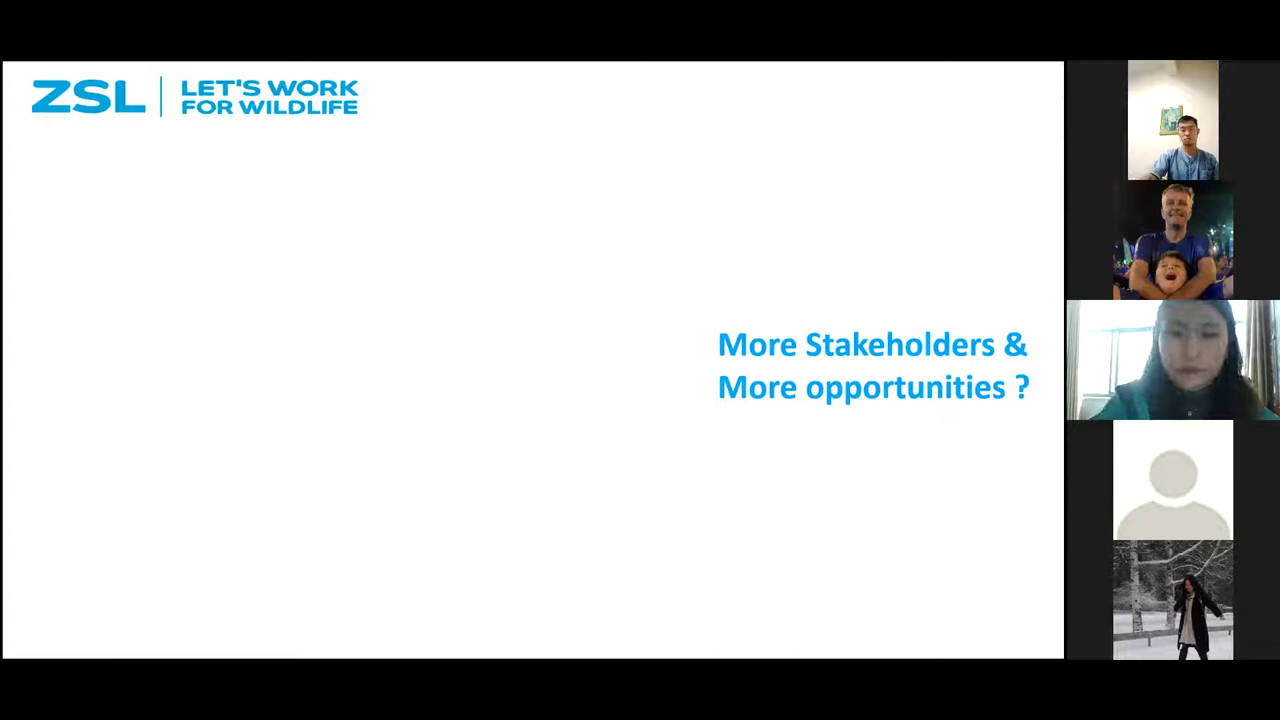 ZSL
LET'S WORK
FOR WILDLIFE
More Stakeholders &
More opportunities ?